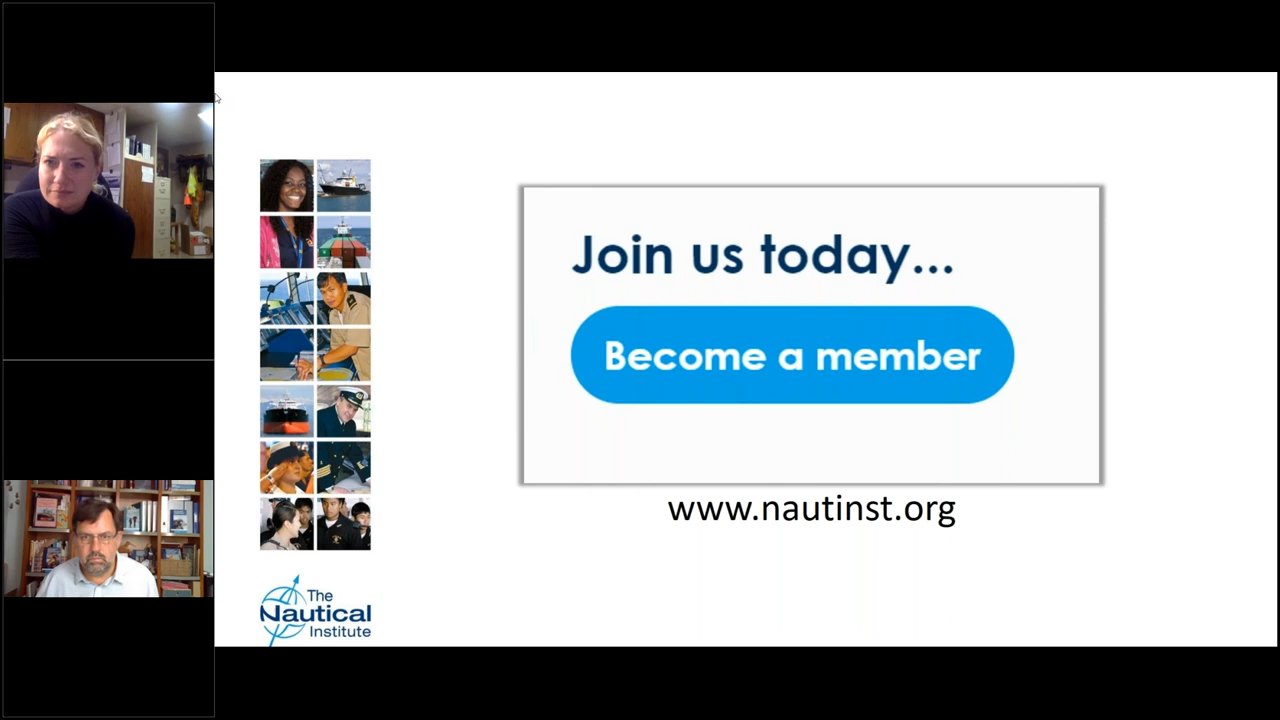 Join us today...
Become a member
www.nautinst.org
The
Nautical
Institute